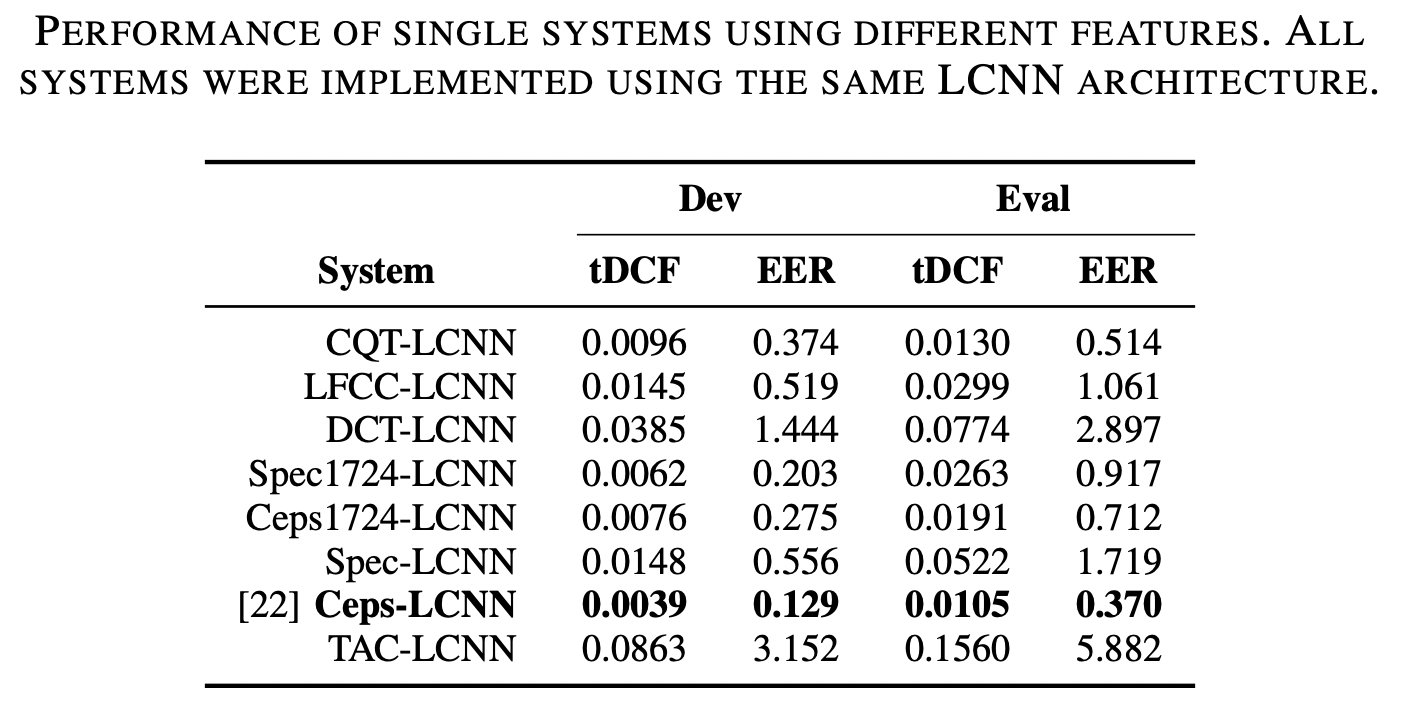 PERFORMANCE OF SINGLE SYSTEMS USING DIFFERENT FEATURES. ALL
SYSTEMS WERE IMPLEMENTED USING THE SAME LCNN ARCHITECTURE.
Dev Eval
System tDCF EER tDCF EER
CQT-LCNN 0.0096 0.374 0.0130 0.514
LFCC-LCNN 0.0145 0.519 0.0299 1.061
DCT-LCNN 0.0385 1.444 0.0774 2.897
Spec1724-LCNN 0.0062 0.203 0.0263 0.917
Ceps1724-LCNN 0.0076 0.275 0.0191 0.712
Spec-LCNN 0.0148 0.556 0.0522 1.719
[22] Ceps-LCNN 0.0039 0.129 0.0105 0.370
TAC-LCNN 0.0863 3.152 0.1560 5.882